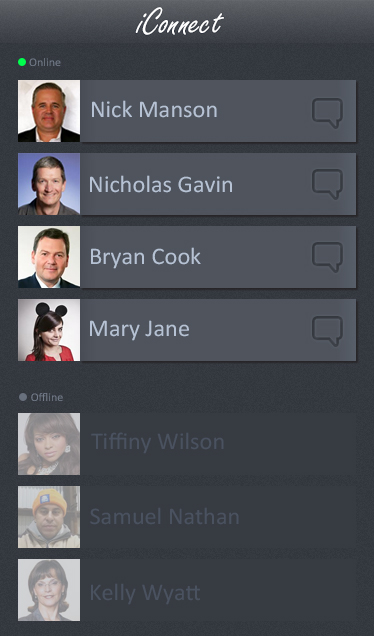 iConnect
Online
Nick Manson
Nicholas Gavin
Bryan Cook
Mary Jane
Offline
Tiffiny Wilson
Samuel Nathan
Kelly Wyatt